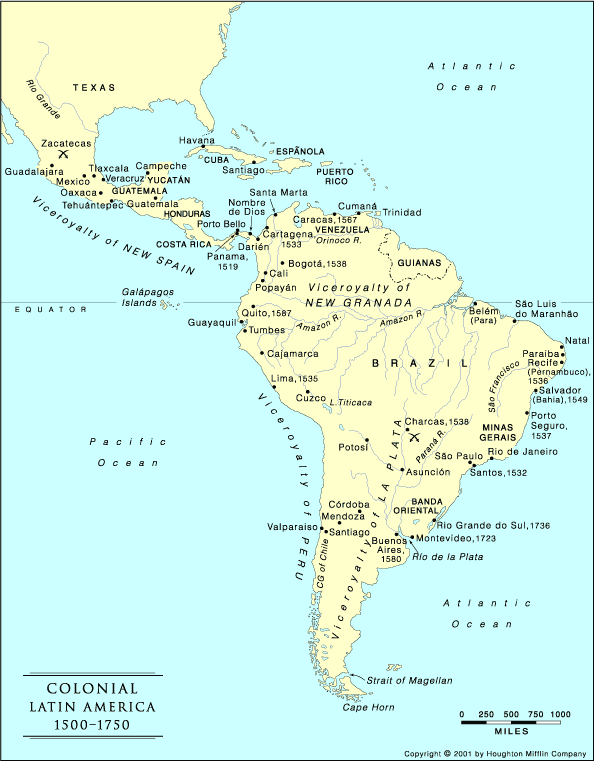 Atlantic
Ocean
TEXAS
Rio Grande
Zacatecas
Guadalajara
Tlaxcala
Mexico
Veracruz
Campeche
YUCATÁN
Oaxaca
GUATEMALA
Tehuántepec
Guatemala
HONDURAS
Havana
CUBA
Santiago
ESPAÑOLA
PUERTO
RICO
Viceroyalty of NEW SPAIN
Santa Marta
Nombre
de Dios
Porto Bello
COSTA RICA
Panama,
1519
Darién
Cartagena
1533
Caracas, 1567
Cumaná
Trinidad
VENEZUELA
Orinoco R.
GUIANAS
Bogotá, 1538
Cali
Popayán
Viceroyalty of
NEW GRANADA
Galápagos
Islands
EQUATOR
Quito, 1587
Guayaquil
Tumbes
Amazon R.
Amazon R.
Belém
(Para)
São Luis
do Maranhão
Cajamarca
BRAZIL
Natal
Paraiba
Recife
(Pernambuco),
1536
São Francisco
Salvador
(Bahia), 1549
Lima, 1535
Cuzco
L. Titicaca
Porto
Seguro,
1537
Charcas, 1538
MINAS
GERAIS
Paraná R.
Potosí
Pacific
Ocean
São Paulo
Rio de Janeiro
Santos, 1532
Asunción
Viceroyalty of PERU
Viceroyalty of LA PLATA
BANDA
ORIENTAL
Córdoba
Mendoza
Valparaiso
Santiago
Rio Grande do Sul, 1736
Montevideo, 1723
Buenos
Aires,
1580
Río de la Plata
CG of Chile
Atlantic
Ocean
Strait of Magellan
Cape Horn
COLONIAL
LATIN AMERICA
1500–1750
0 250 500 750 1000
MILES
Copyright © 2001 by Houghton Mifflin Company